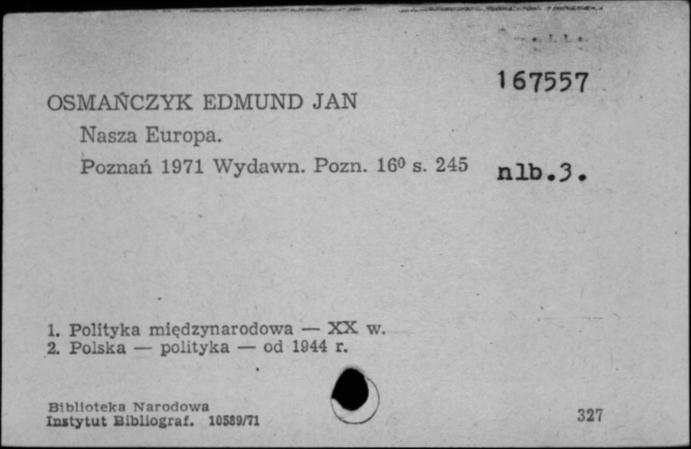 167557
OSMAŃCZYK EDMUND JAN
Nasza Europa.
Poznań 1971 Wydawn. Pozn. 16⁰ s. 245 nlb.3.
1. Polityka międzynarodowa — XX w.
2. Polska — polityka — od 1944 r.
Biblioteka Narodowa
Instytut Bibliograf. 10589/71
327